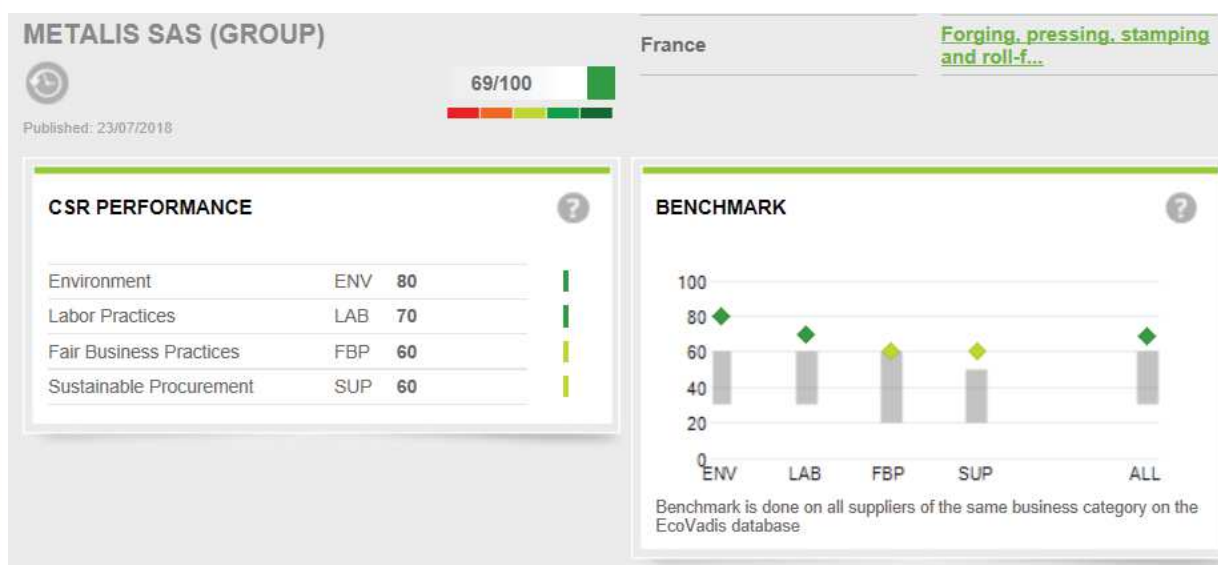 METALIS SAS (GROUP)
France
Forging, pressing, stamping
and roll-f...
69/100
Published: 23/07/2018
CSR PERFORMANCE
?
Environment ENV 80
Labor Practices LAB 70
Fair Business Practices FBP 60
Sustainable Procurement SUP 60
BENCHMARK
?
100
80
60
40
20
0
ENV LAB FBP SUP ALL
Benchmark is done on all suppliers of the same business category on the
EcoVadis database